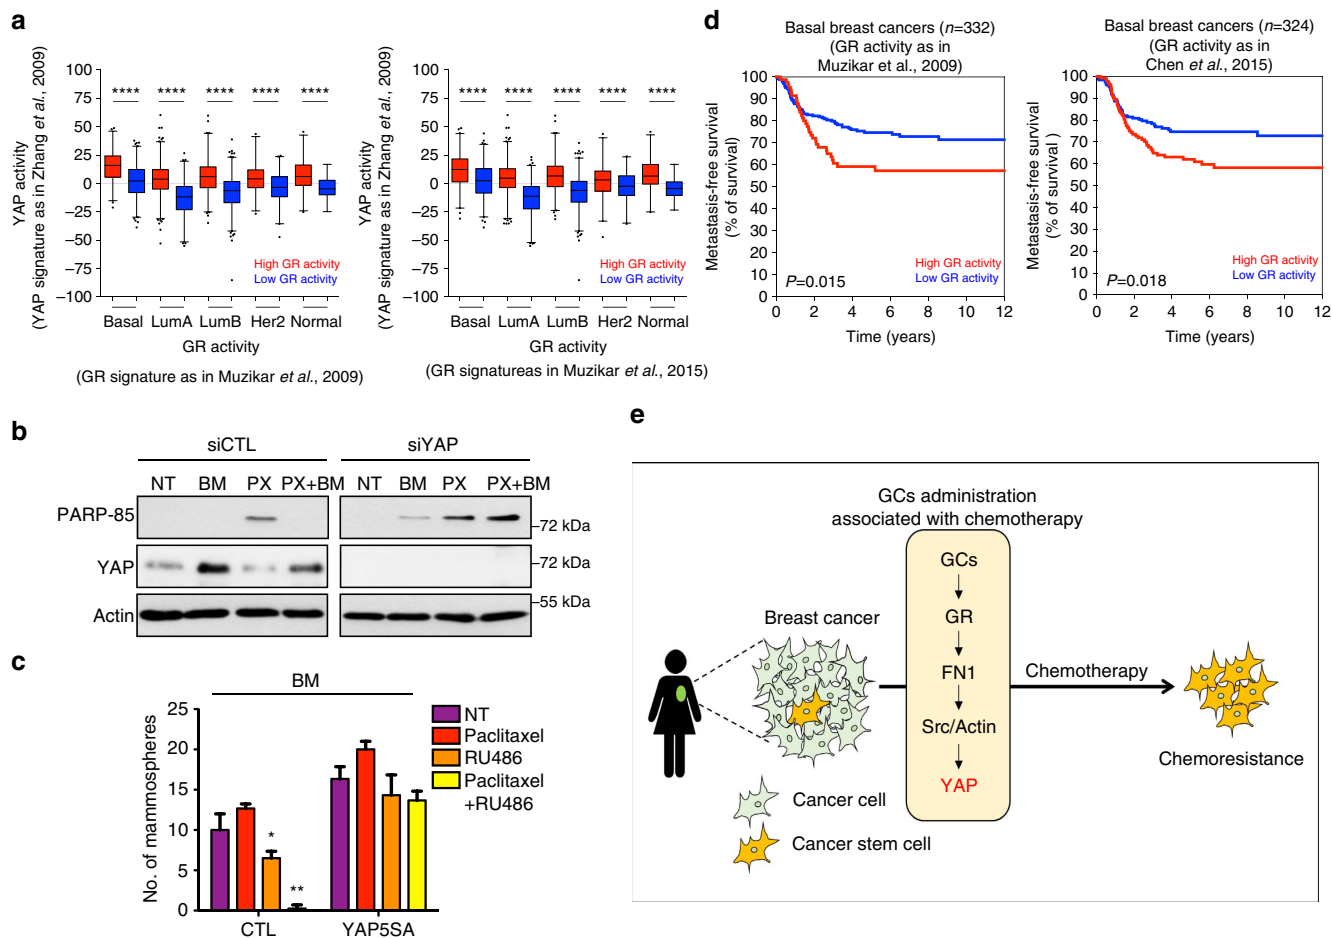 a
YAP activity
(YAP signature as in Zhang et al., 2009)
100
75
50
25
0
−25
−50
−75
−100
**** **** **** **** ****
High GR activity
Low GR activity
Basal LumA LumB Her2 Normal
GR activity
(GR signature as in Muzikar et al., 2009)
YAP activity
(YAP signature as in Zhang et al., 2009)
100
75
50
25
0
−25
−50
−75
−100
**** **** **** **** ****
High GR activity
Low GR activity
Basal LumA LumB Her2 Normal
GR activity
(GR signatureas in Muzikar et al., 2015)
d
Basal breast cancers (n=332)
(GR activity as in
Muzikar et al., 2009)
Metastasis-free survival
(% of survival)
100
90
80
70
60
50
40
30
20
10
0
High GR activity
Low GR activity
P=0.015
0 2 4 6 8 10 12
Time (years)
Basal breast cancers (n=324)
(GR activity as in
Chen et al., 2015)
Metastasis-free survival
(% of survival)
100
90
80
70
60
50
40
30
20
10
0
High GR activity
Low GR activity
P=0.018
0 2 4 6 8 10 12
Time (years)
b
siCTL siYAP
NT BM PX PX+BM NT BM PX PX+BM
PARP-85
–72 kDa
YAP
–72 kDa
Actin
–55 kDa
c
BM
No. of mammospheres
25
20
15
10
5
0
*
**
NT
Paclitaxel
RU486
Paclitaxel
+RU486
CTL YAP5SA
e
GCs administration
associated with chemotherapy
GCs
GR
FN1
Src/Actin
YAP
Breast cancer
Chemotherapy
Chemoresistance
Cancer cell
Cancer stem cell